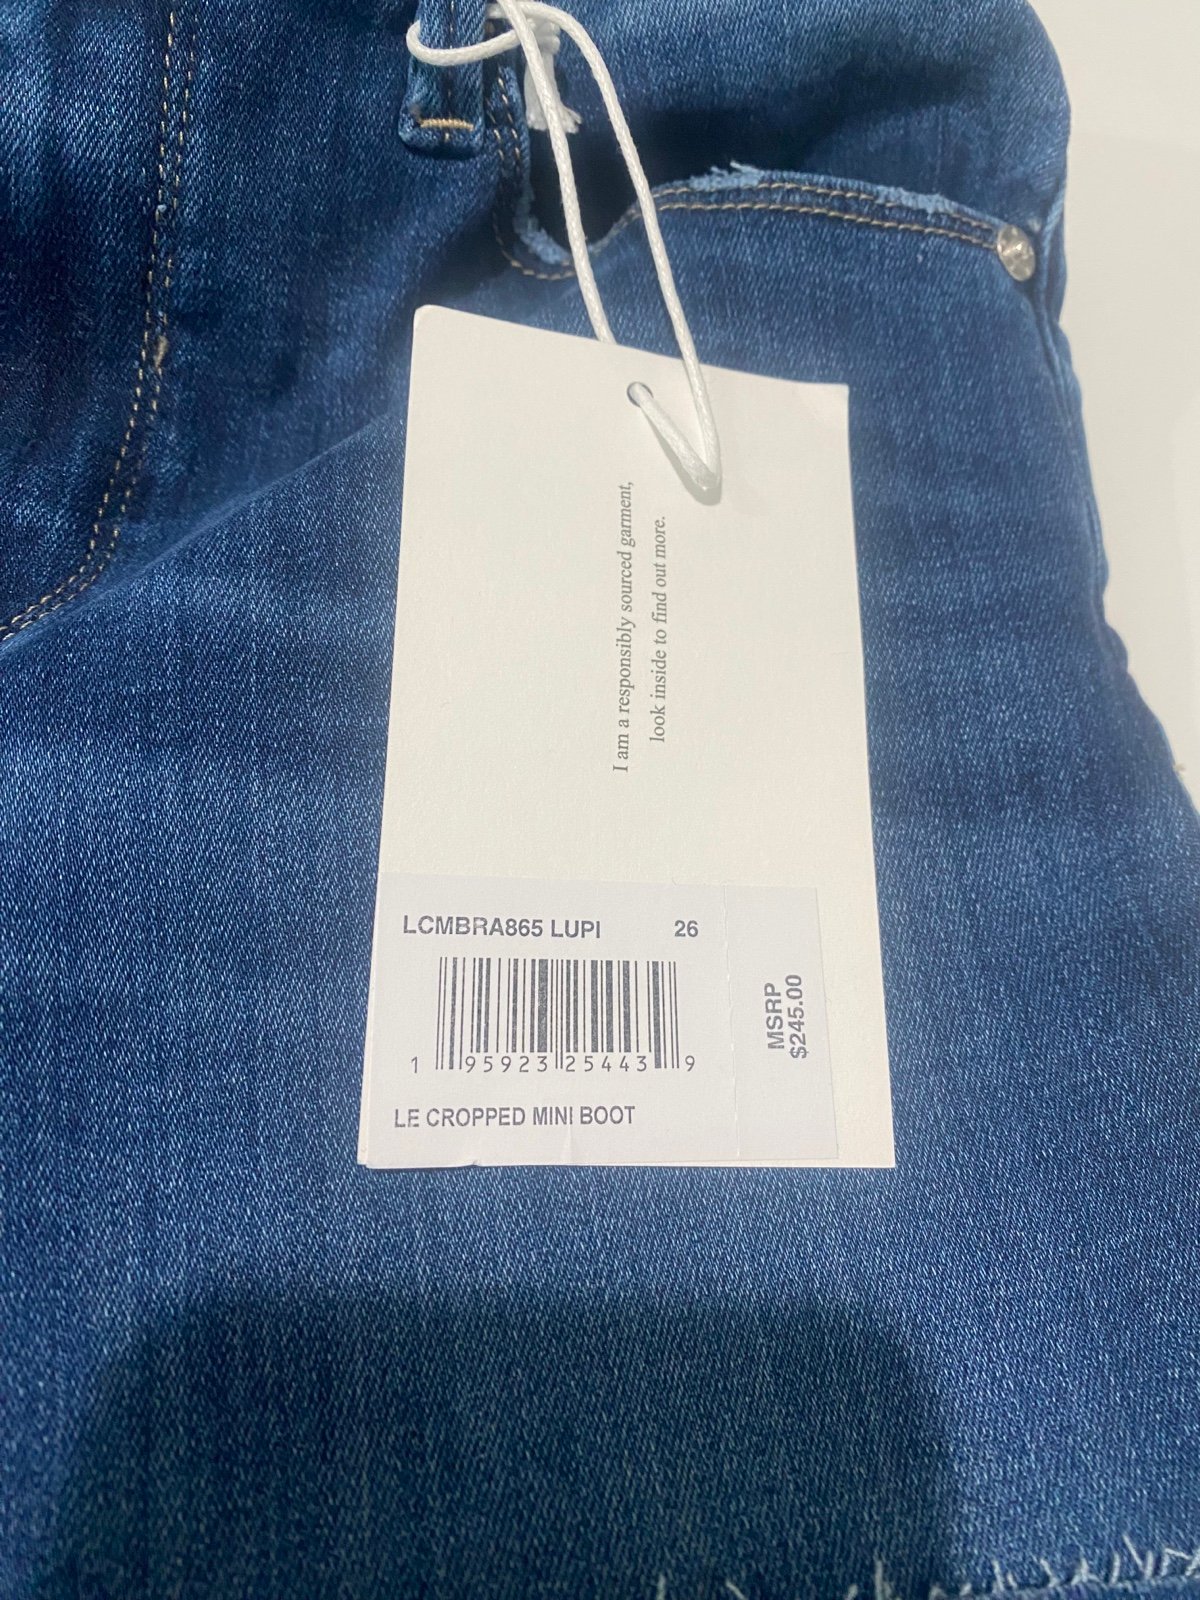 I am a responsibly sourced garment,
look inside to find out more.
LCMBRA865 LUPI 26
1 95923 25443 9
LE CROPPED MINI BOOT
MSRP
$245.00